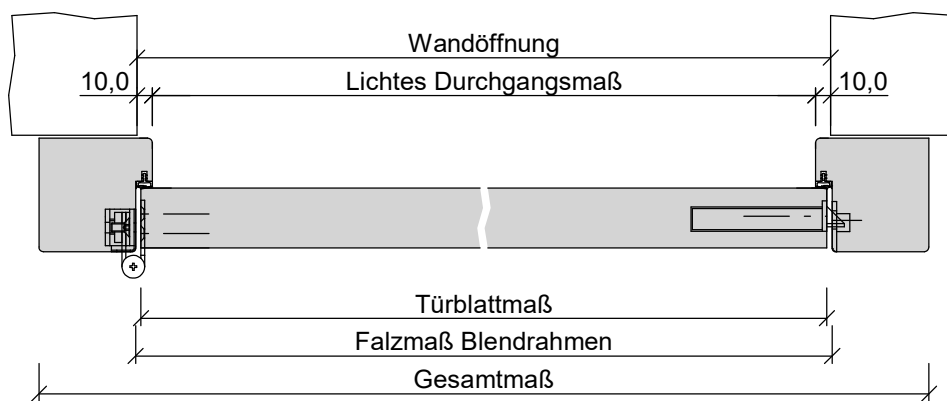 Wandöffnung
10,0 Lichtes Durchgangsmaß 10,0
Türblattmaß
Falzmaß Blendrahmen
Gesamtmaß